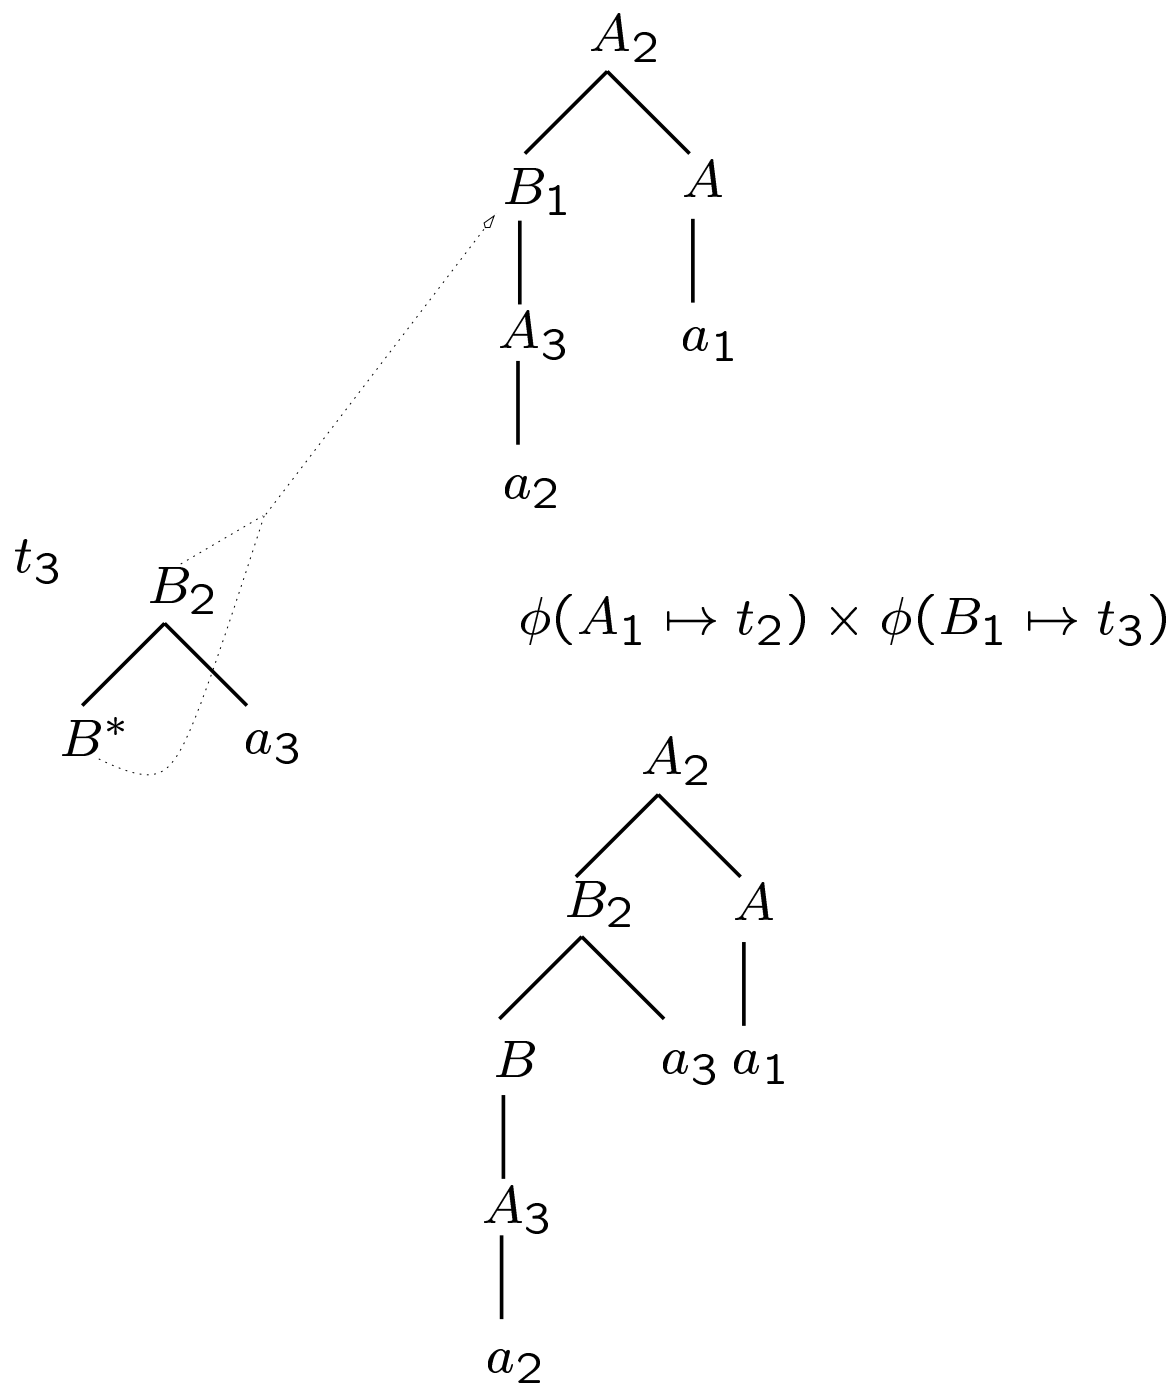 A₂
B₁ A
A₃ a₁
a₂
t₃
B₂
ϕ(A₁ ↦ t₂) × ϕ(B₁ ↦ t₃)
B* a₃
A₂
B₂ A
B a₃ a₁
A₃
a₂